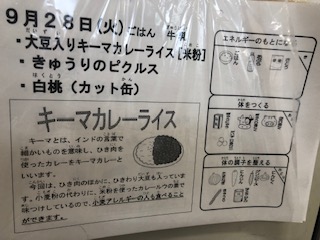 ９月２８日(火) ごはん 牛乳
・大豆入りキーマカレーライス［米粉］
・きゅうりのピクルス
・白桃（カット缶）
キーマカレーライス
キーマとは、インドの言葉で
細かいものを意味し、ひき肉
を使ったカレーをキーマカレーと
いいます。
今回は、ひき肉のほかに、ひきわり大豆も入っていま
す。小麦粉の代わりに、米粉を使ったカレールウの素で
味つけしているので、小麦アレルギーの人も食べること
ができます。
エネルギーのもとになる
体をつくる
体の調子を整える